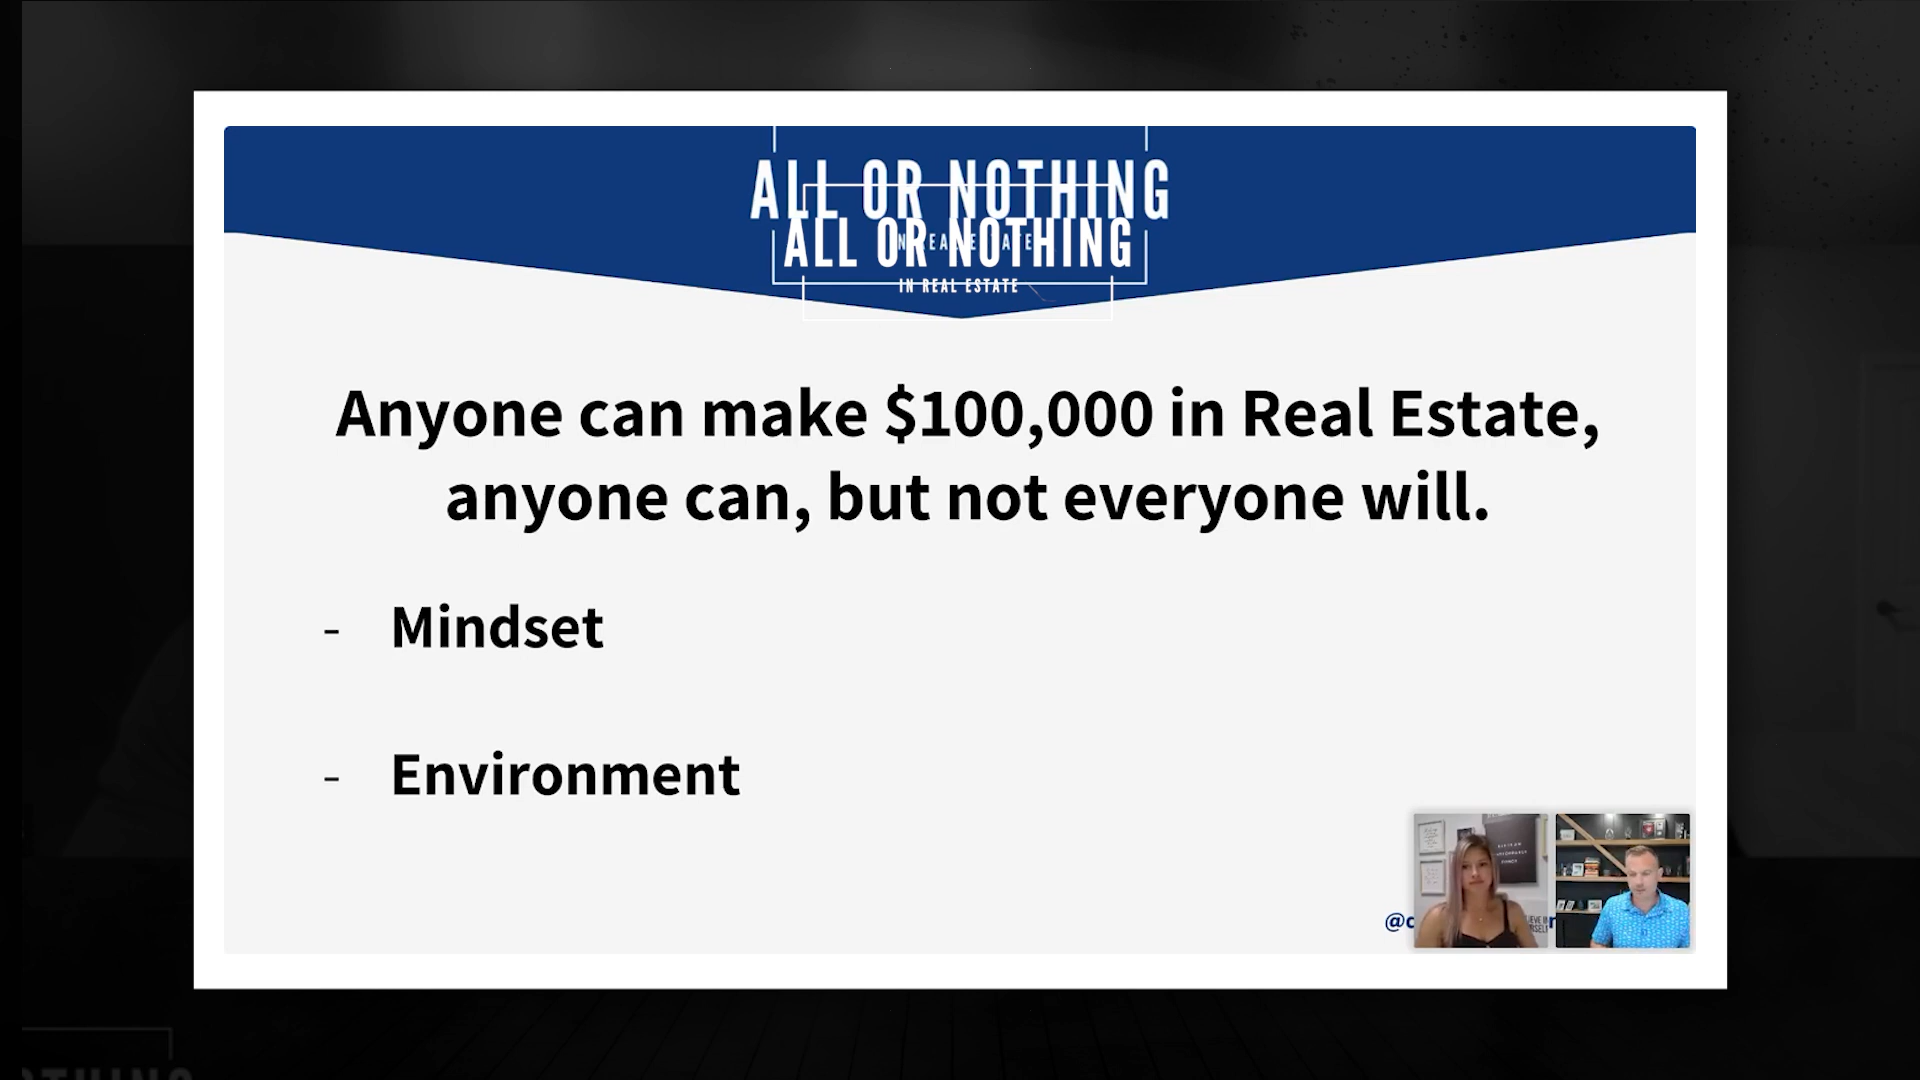 ALL OR NOTHING
ALL OR NOTHING
IN REAL ESTATE
Anyone can make $100,000 in Real Estate,
anyone can, but not everyone will.
- Mindset
- Environment